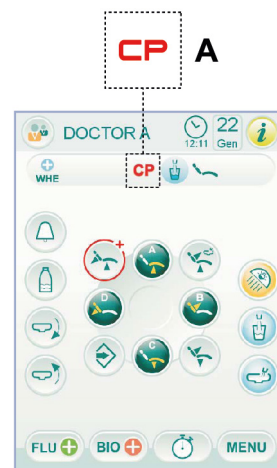 CP A
DOCTOR A 12:11 22 Gen i
WHE CP
A
D B
C
FLU BIO MENU